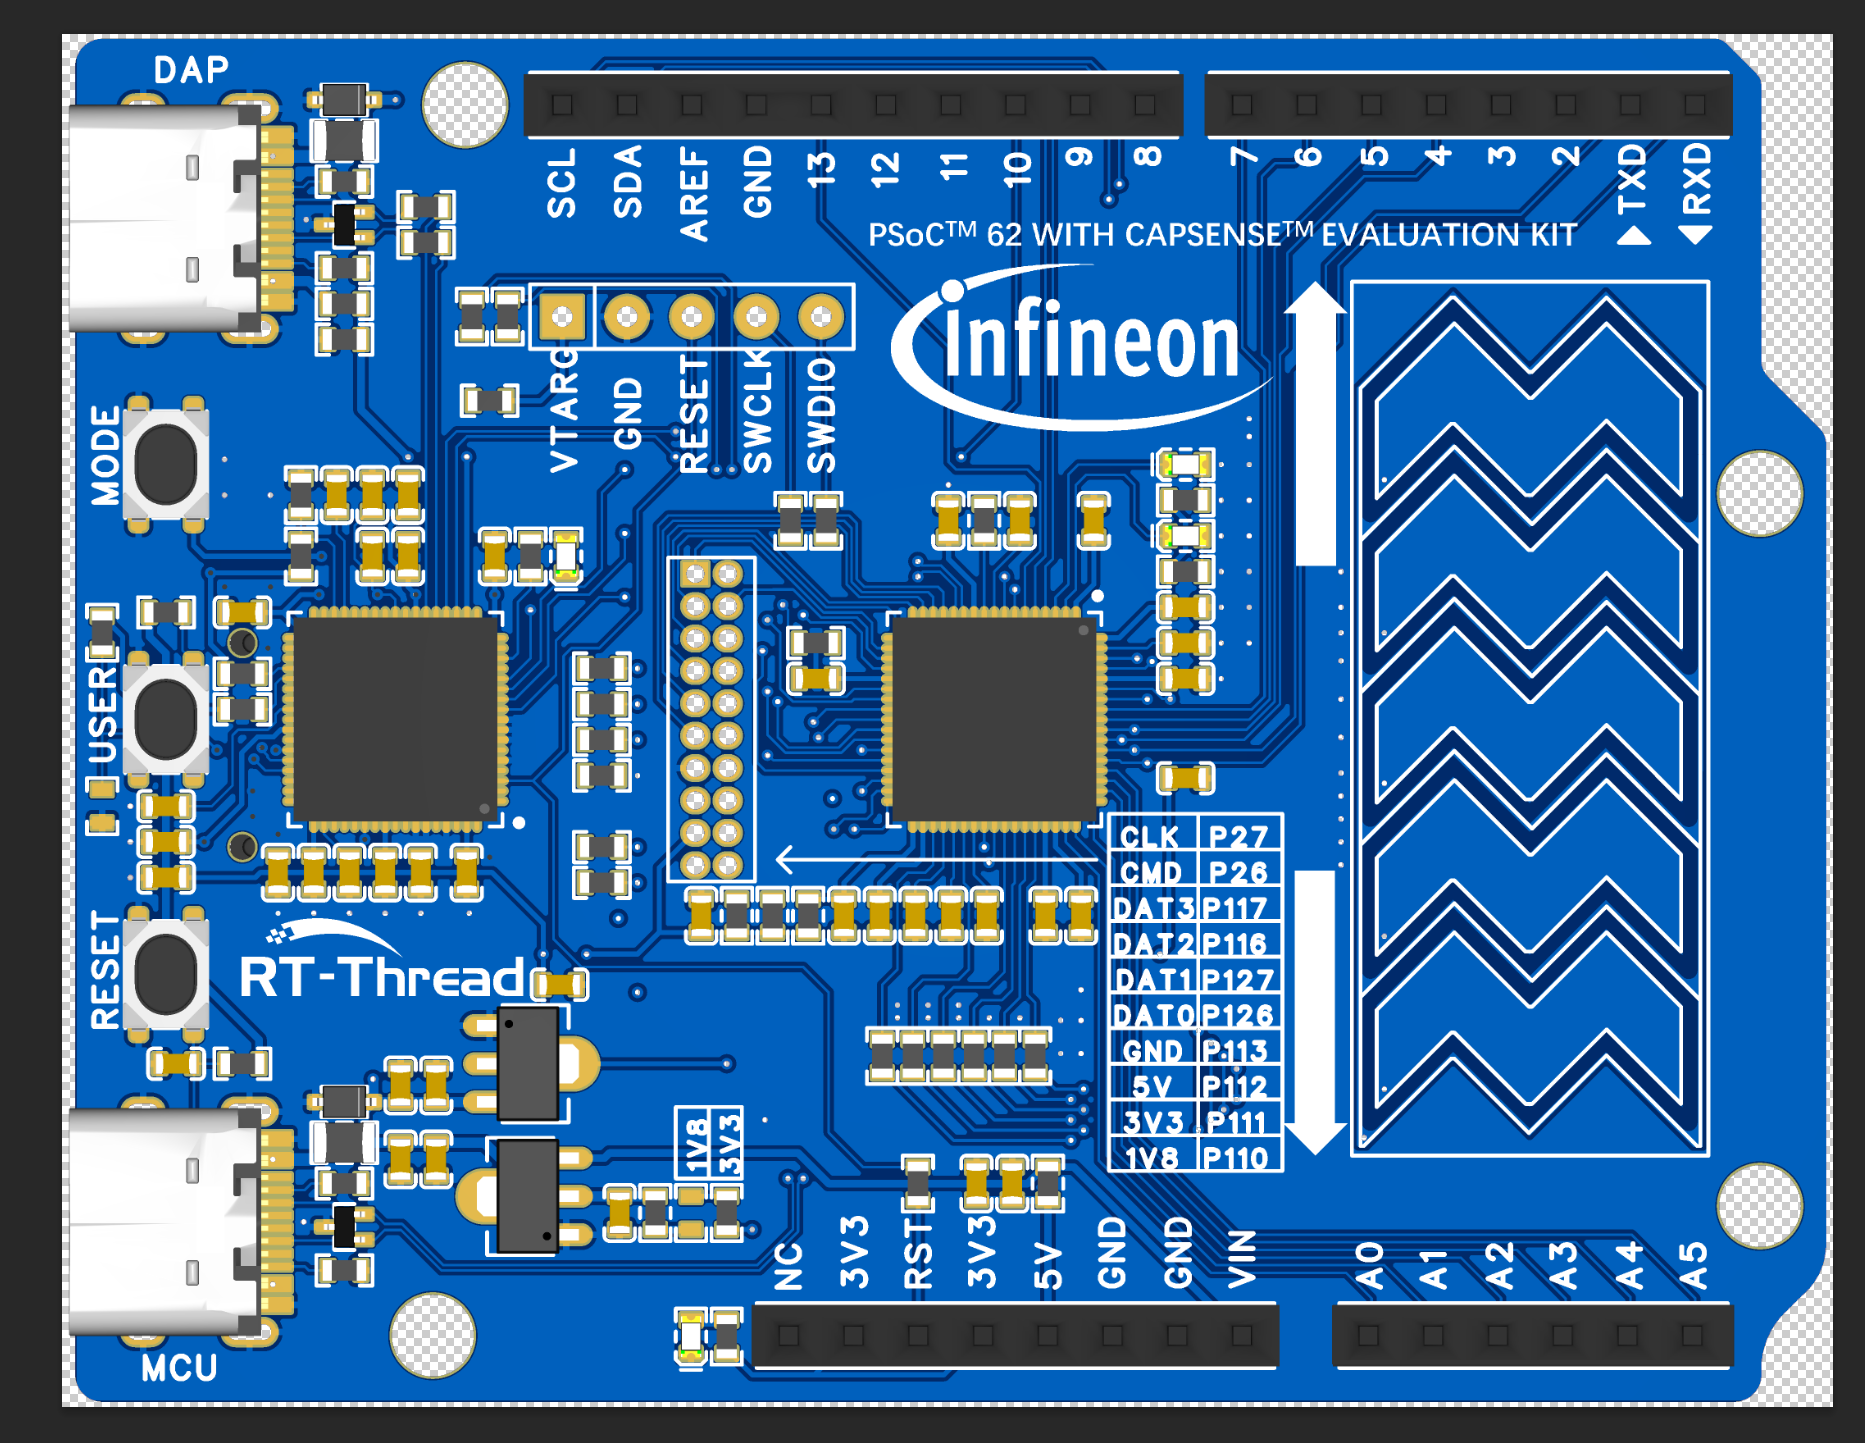 DAP
SCL
SDA
AREF
GND
13
12
11
10
9
8
7
6
5
4
3
2
TXD
RXD
PSoC™ 62 WITH CAPSENSE™ EVALUATION KIT
infineon
VTARG
GND
RESET
SWCLK
SWDIO
MODE
USER
RESET
RT-Thread
CLK P27
CMD P26
DAT3 P117
DAT2 P116
DAT1 P127
DAT0 P126
GND P113
5V P112
3V3 P111
1V8 P110
1V8
3V3
NC
3V3
RST
3V3
5V
GND
GND
VIN
A0
A1
A2
A3
A4
A5
MCU